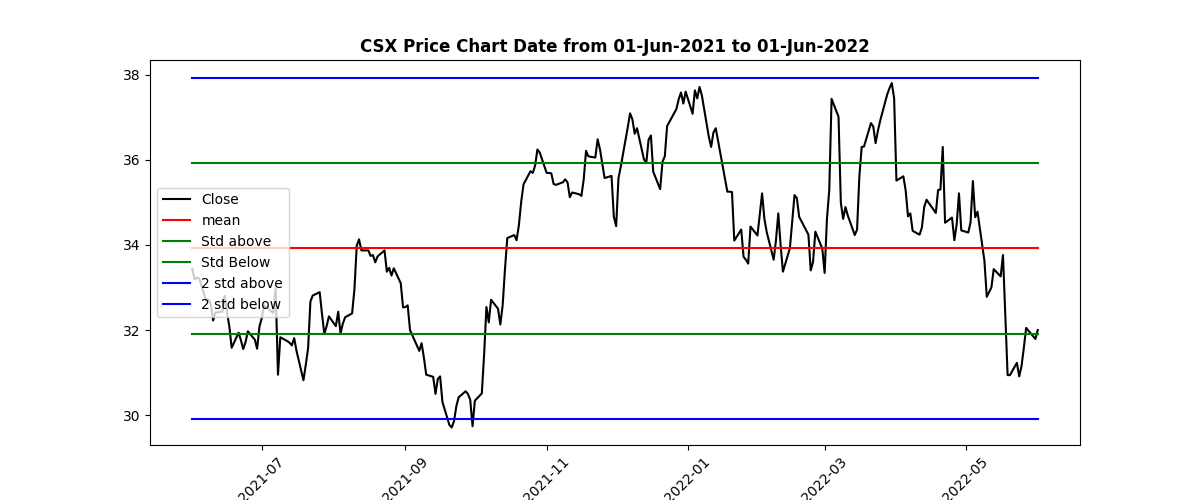 CSX Price Chart Date from 01-Jun-2021 to 01-Jun-2022
38
36
34
32
30
Close
mean
Std above
Std Below
2 std above
2 std below
2021-07
2021-09
2021-11
2022-01
2022-03
2022-05